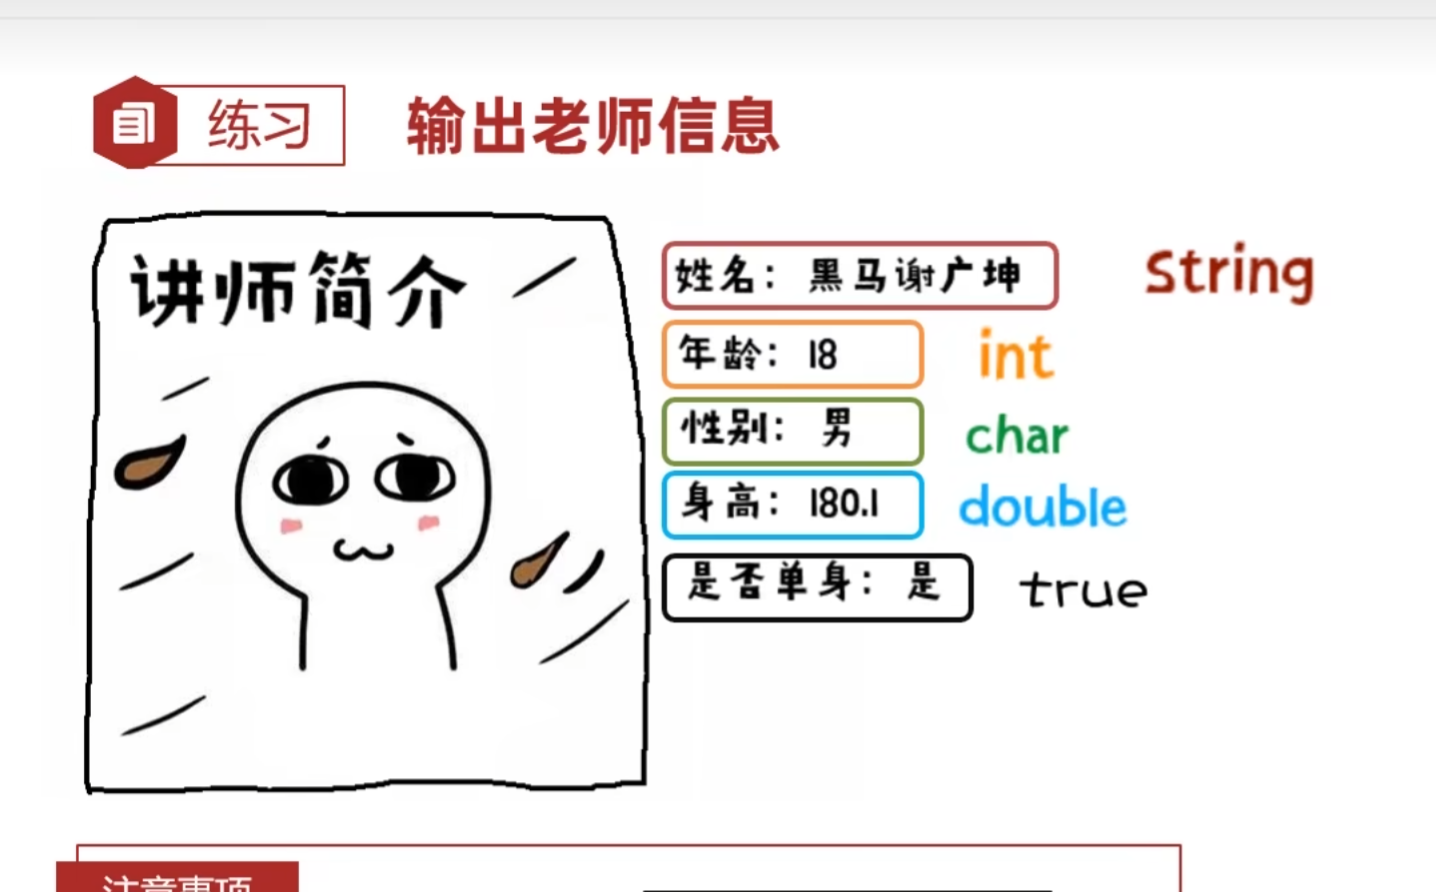 练习 输出老师信息
讲师简介
姓名：黑马谢广坤 String
年龄：18 int
性别：男 char
身高：180.1 double
是否单身：是 true
注意事项